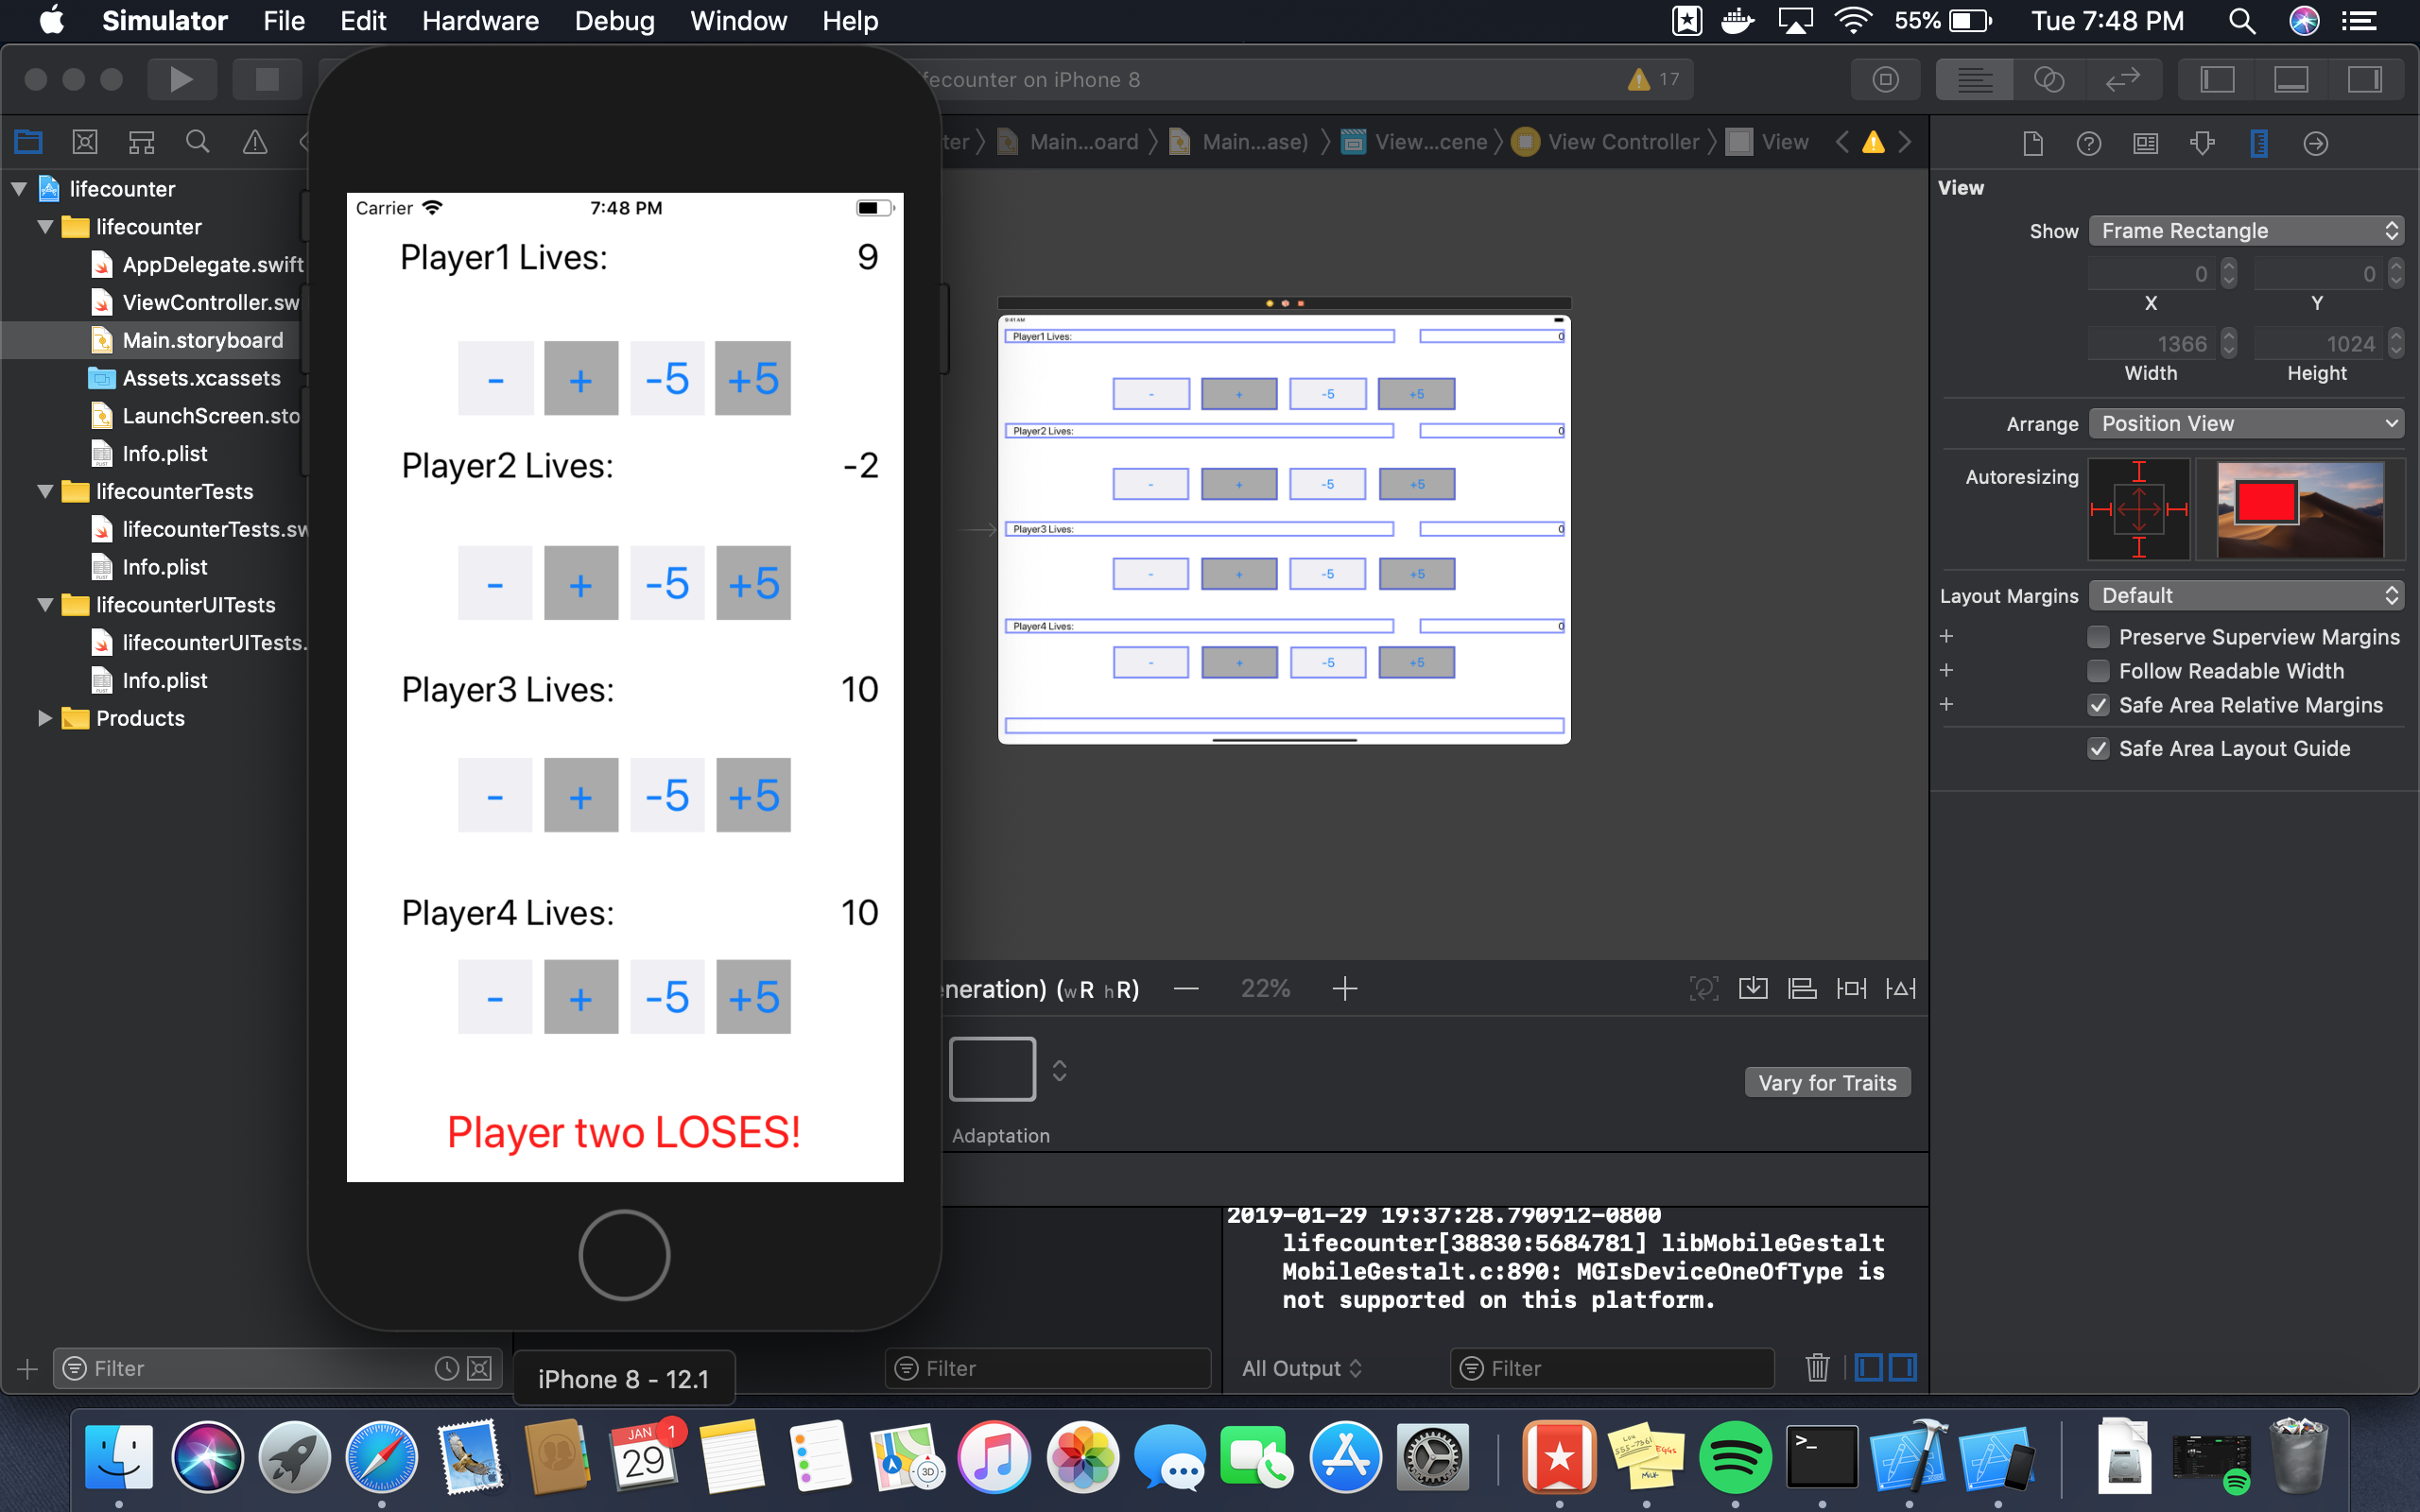 Simulator File Edit Hardware Debug Window Help 55% Tue 7:48 PM
fecounter on iPhone 8 17
ter Main...oard Main...ase) View...cene View Controller View
lifecounter
lifecounter
AppDelegate.swift
ViewController.sw
Main.storyboard
Assets.xcassets
LaunchScreen.sto
Info.plist
lifecounterTests
lifecounterTests.sw
Info.plist
lifecounterUITests
lifecounterUITests.
Info.plist
Products
Filter
Carrier 7:48 PM
Player1 Lives: 9
- + -5 +5
Player2 Lives: -2
- + -5 +5
Player3 Lives: 10
- + -5 +5
Player4 Lives: 10
- + -5 +5
Player two LOSES!
iPhone 8 - 12.1
9:41 AM
Player1 Lives: 0
- + -5 +5
Player2 Lives: 0
- + -5 +5
Player3 Lives: 0
- + -5 +5
Player4 Lives: 0
- + -5 +5
eneration) (wR hR) — 22% +
Vary for Traits
Adaptation
2019-01-29 19:37:28.790912-0800
lifecounter[38830:5684781] libMobileGestalt
MobileGestalt.c:890: MGIsDeviceOneOfType is
not supported on this platform.
Filter
All Output
Filter
View
Show Frame Rectangle
0 0
X Y
1366 1024
Width Height
Arrange Position View
Autoresizing
Layout Margins Default
Preserve Superview Margins
Follow Readable Width
Safe Area Relative Margins
Safe Area Layout Guide
JAN 1
29
3D
EGGS
MILK
>_